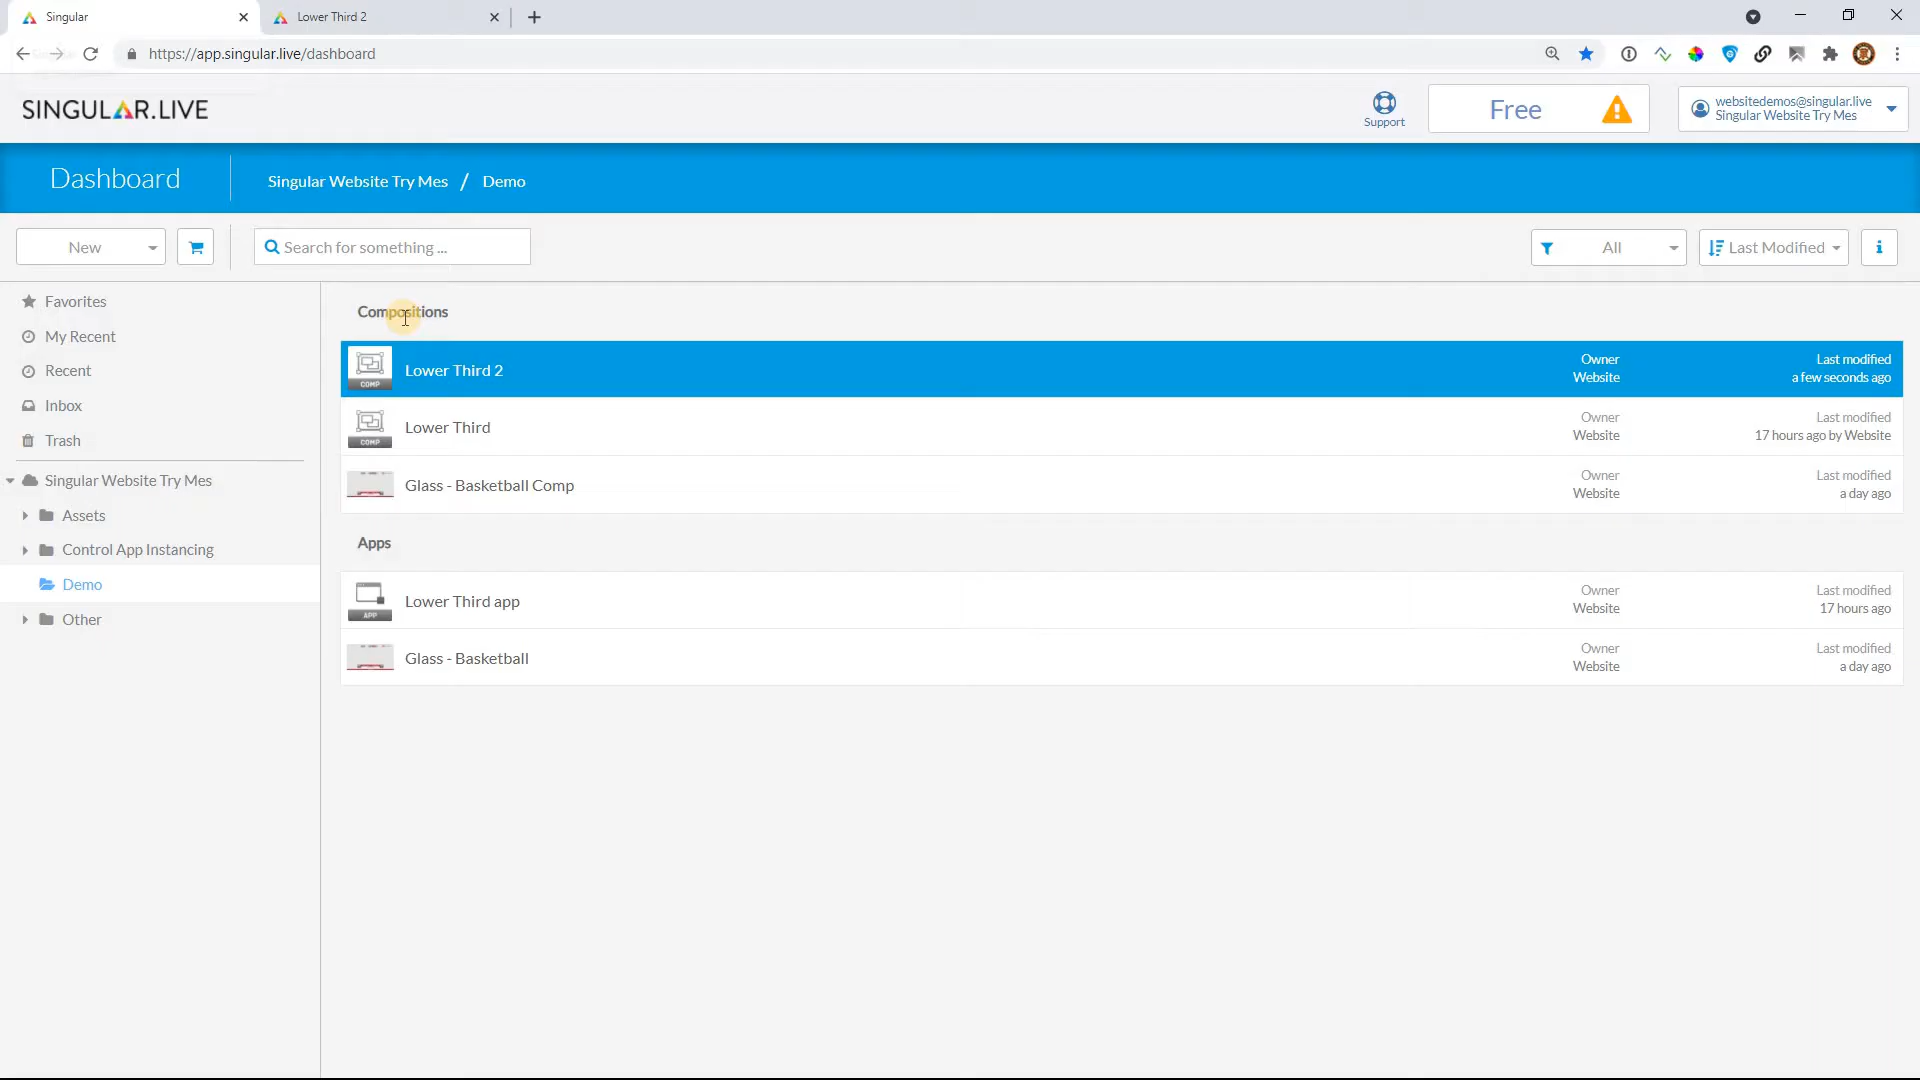 Singular
Lower Third 2
https://app.singular.live/dashboard
SINGULAR.LIVE
Support
Free
websitedemos@singular.live
Singular Website Try Mes
Dashboard
Singular Website Try Mes / Demo
New
Search for something ...
All
Last Modified
Favorites
My Recent
Recent
Inbox
Trash
Singular Website Try Mes
Assets
Control App Instancing
Demo
Other
Compositions
COMP
Lower Third 2
Owner
Website
Last modified
a few seconds ago
COMP
Lower Third
Owner
Website
Last modified
17 hours ago by Website
Glass - Basketball Comp
Owner
Website
Last modified
a day ago
Apps
APP
Lower Third app
Owner
Website
Last modified
17 hours ago
Glass - Basketball
Owner
Website
Last modified
a day ago